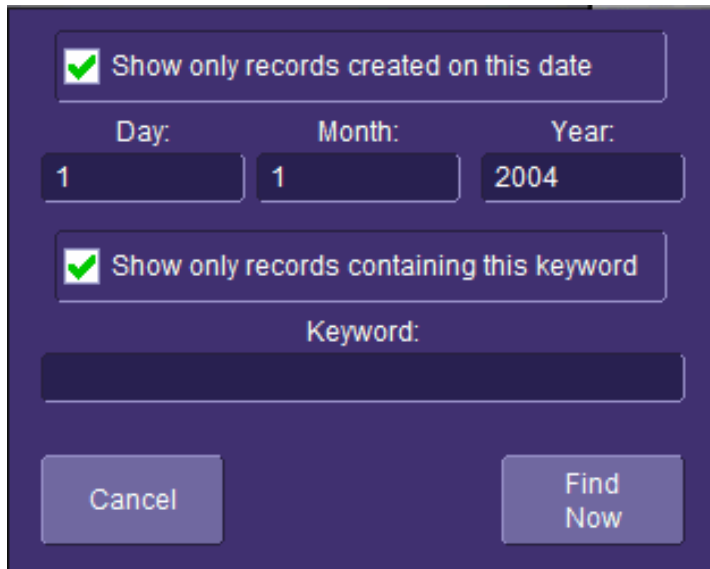 Show only records created on this date
Day: Month: Year:
1 1 2004
Show only records containing this keyword
Keyword:
Cancel
Find
Now